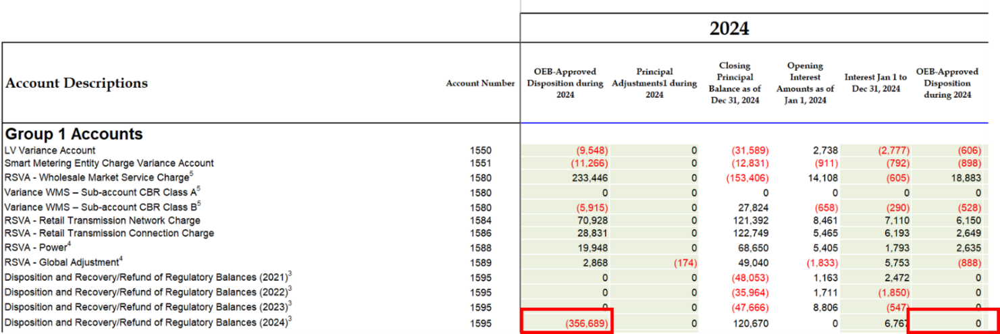 2024
Account Descriptions Account Number OEB-Approved Disposition during 2024 Principal Adjustments1 during 2024 Closing Principal Balance as of Dec 31, 2024 Opening Interest Amounts as of Jan 1, 2024 Interest Jan 1 to Dec 31, 2024 OEB-Approved Disposition during 2024
Group 1 Accounts
LV Variance Account 1550 (9,548) 0 (31,589) 2,738 (2,777) (606)
Smart Metering Entity Charge Variance Account 1551 (11,266) 0 (12,831) (911) (792) (898)
RSVA - Wholesale Market Service Charge5 1580 233,446 0 (153,406) 14,108 (605) 18,883
Variance WMS – Sub-account CBR Class A5 1580 0 0 0 0 0 0
Variance WMS – Sub-account CBR Class B5 1580 (5,915) 0 27,824 (658) (290) (528)
RSVA - Retail Transmission Network Charge 1584 70,928 0 121,392 8,461 7,110 6,150
RSVA - Retail Transmission Connection Charge 1586 28,831 0 122,749 5,465 6,193 2,649
RSVA - Power4 1588 19,948 0 68,650 5,405 1,793 2,635
RSVA - Global Adjustment4 1589 2,868 (174) 49,040 (1,833) 5,753 (888)
Disposition and Recovery/Refund of Regulatory Balances (2021)3 1595 0 0 (48,053) 1,163 2,472 0
Disposition and Recovery/Refund of Regulatory Balances (2022)3 1595 0 0 (35,964) 1,711 (1,850) 0
Disposition and Recovery/Refund of Regulatory Balances (2023)3 1595 0 0 (47,666) 8,806 (547) 0
Disposition and Recovery/Refund of Regulatory Balances (2024)3 1595 (356,689) 0 120,670 0 6,767 0